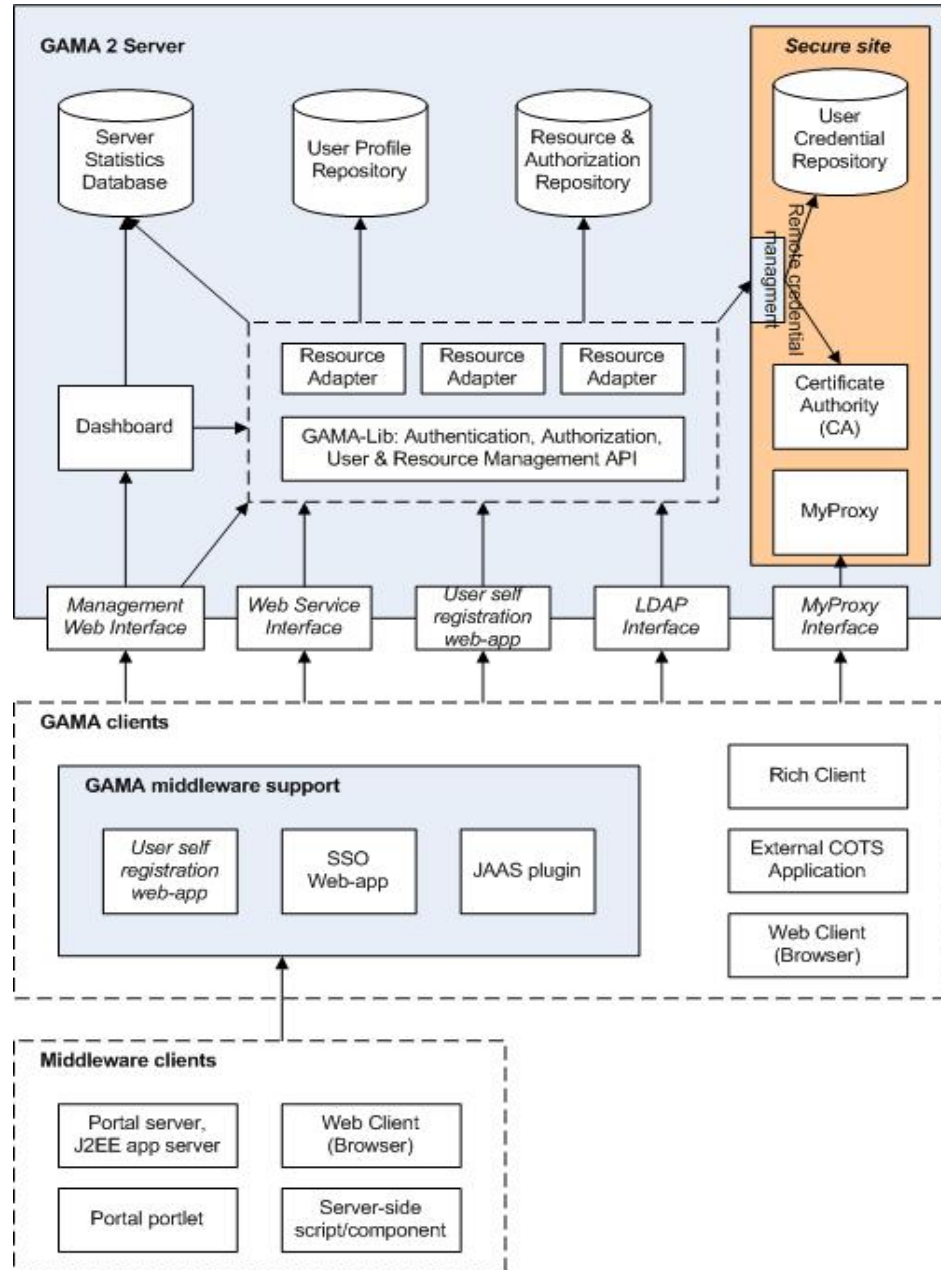 GAMA 2 Server
Secure site
Server
Statistics
Database
User Profile
Repository
Resource &
Authorization
Repository
User
Credential
Repository
Remote credential
managment
Resource
Adapter
Resource
Adapter
Resource
Adapter
Dashboard
GAMA-Lib: Authentication, Authorization,
User & Resource Management API
Certificate
Authority
(CA)
MyProxy
Management
Web Interface
Web Service
Interface
User self
registration
web-app
LDAP
Interface
MyProxy
Interface
GAMA clients
GAMA middleware support
User self
registration
web-app
SSO
Web-app
JAAS plugin
Rich Client
External COTS
Application
Web Client
(Browser)
Middleware clients
Portal server,
J2EE app server
Web Client
(Browser)
Portal portlet
Server-side
script/component